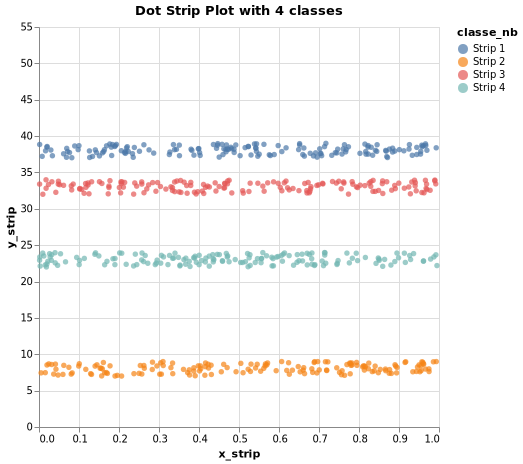 Dot Strip Plot with 4 classes
classe_nb
Strip 1
Strip 2
Strip 3
Strip 4
y_strip
55
50
45
40
35
30
25
20
15
10
5
0
0.0 0.1 0.2 0.3 0.4 0.5 0.6 0.7 0.8 0.9 1.0
x_strip